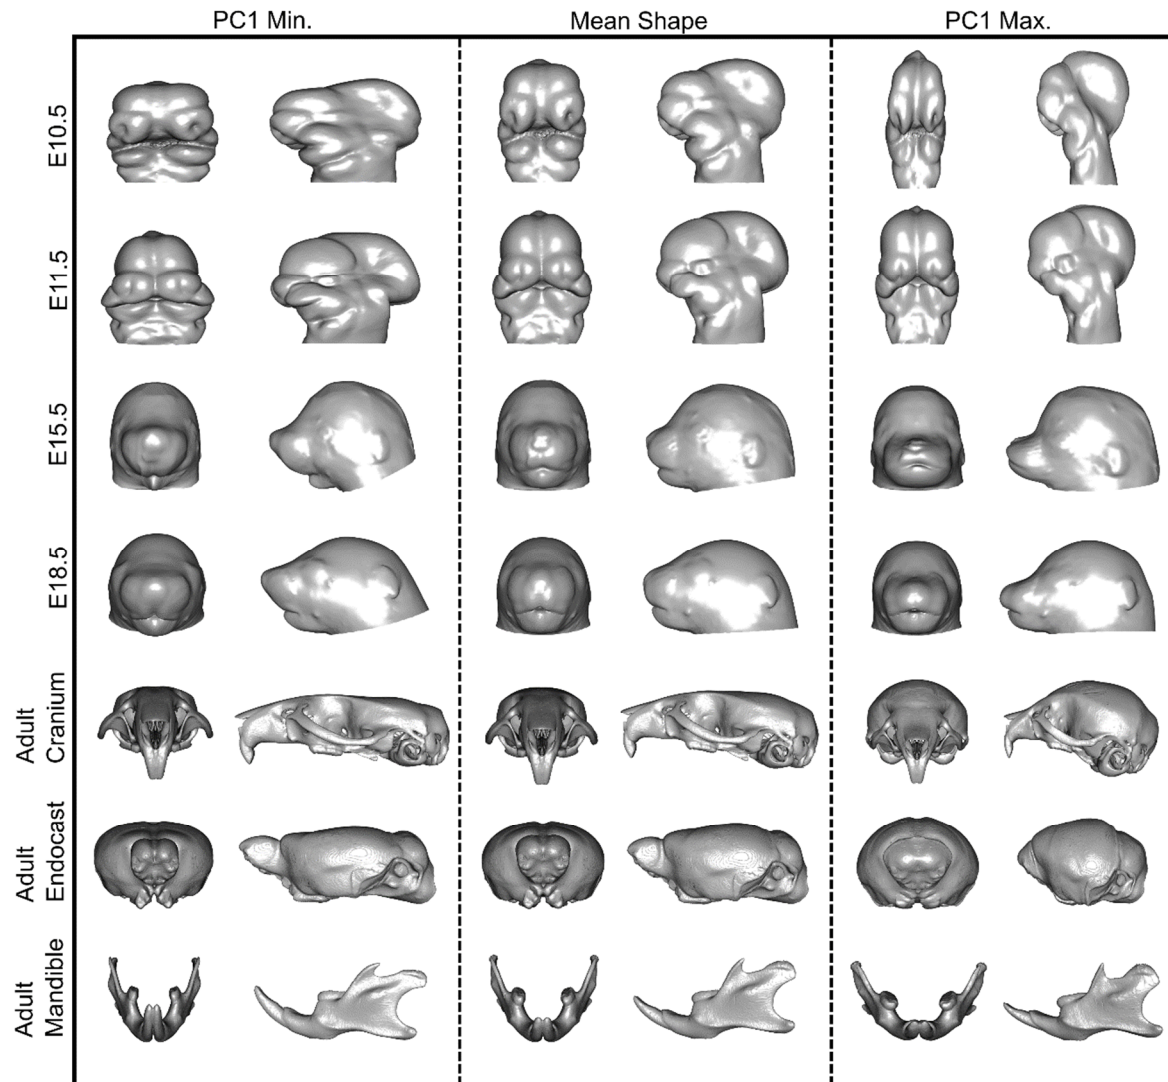 PC1 Min. Mean Shape PC1 Max.
E10.5
E11.5
E15.5
E18.5
Adult
Cranium
Adult
Endocast
Adult
Mandible